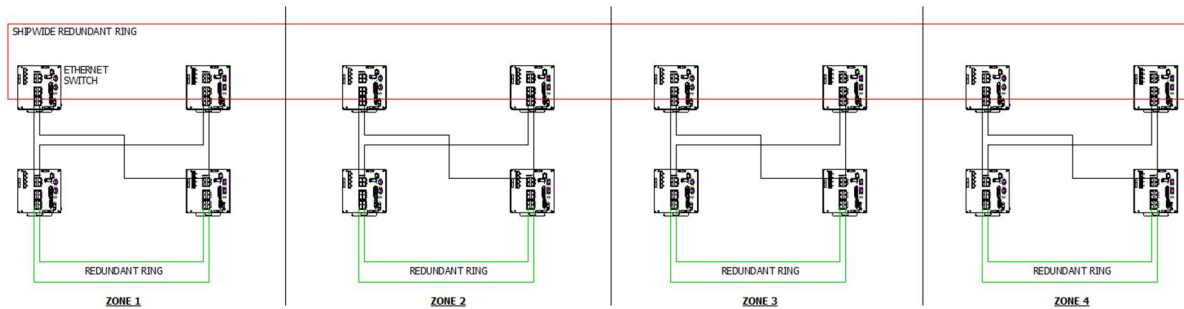 SHIPWIDE REDUNDANT RING
ETHERNET
SWITCH
REDUNDANT RING
REDUNDANT RING
REDUNDANT RING
REDUNDANT RING
ZONE 1
ZONE 2
ZONE 3
ZONE 4